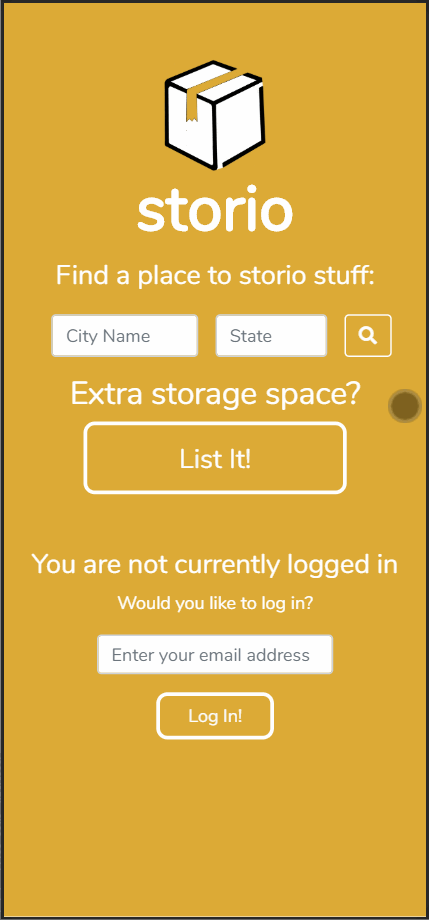 storio
Find a place to storio stuff:
City Name State
Extra storage space?
List It!
You are not currently logged in
Would you like to log in?
Enter your email address
Log In!